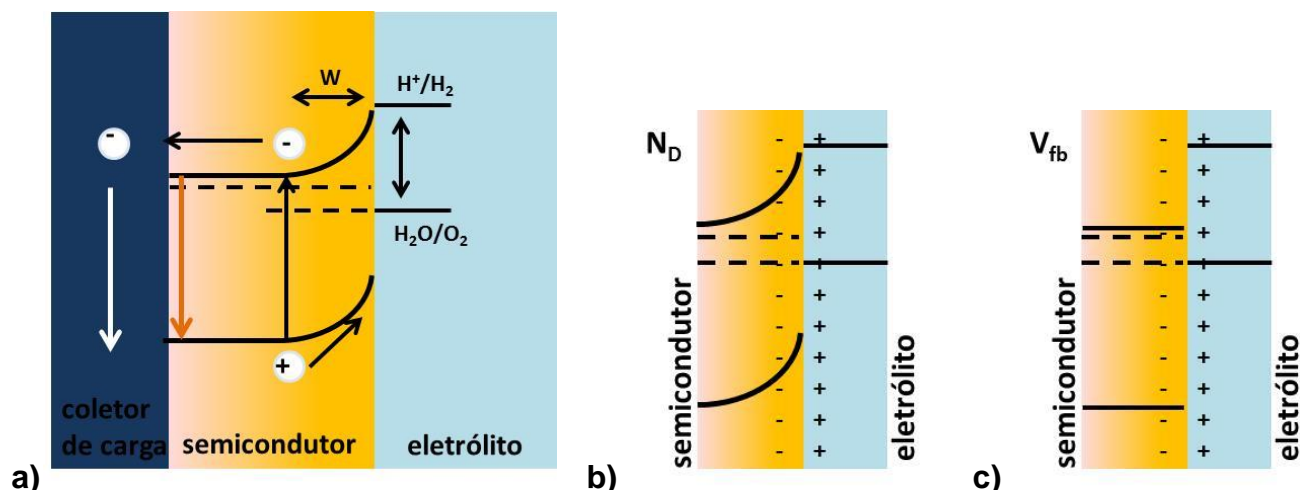 W
H⁺/H₂
-
-
H₂O/O₂
+
coletor
de carga
semicondutor
eletrólito
a)
N_D
- +
- +
- +
- +
- +
- +
- +
- +
- +
- +
- +
semicondutor
eletrólito
b)
V_fb
- +
- +
- +
- +
- +
- +
- +
- +
- +
- +
- +
semicondutor
eletrólito
c)